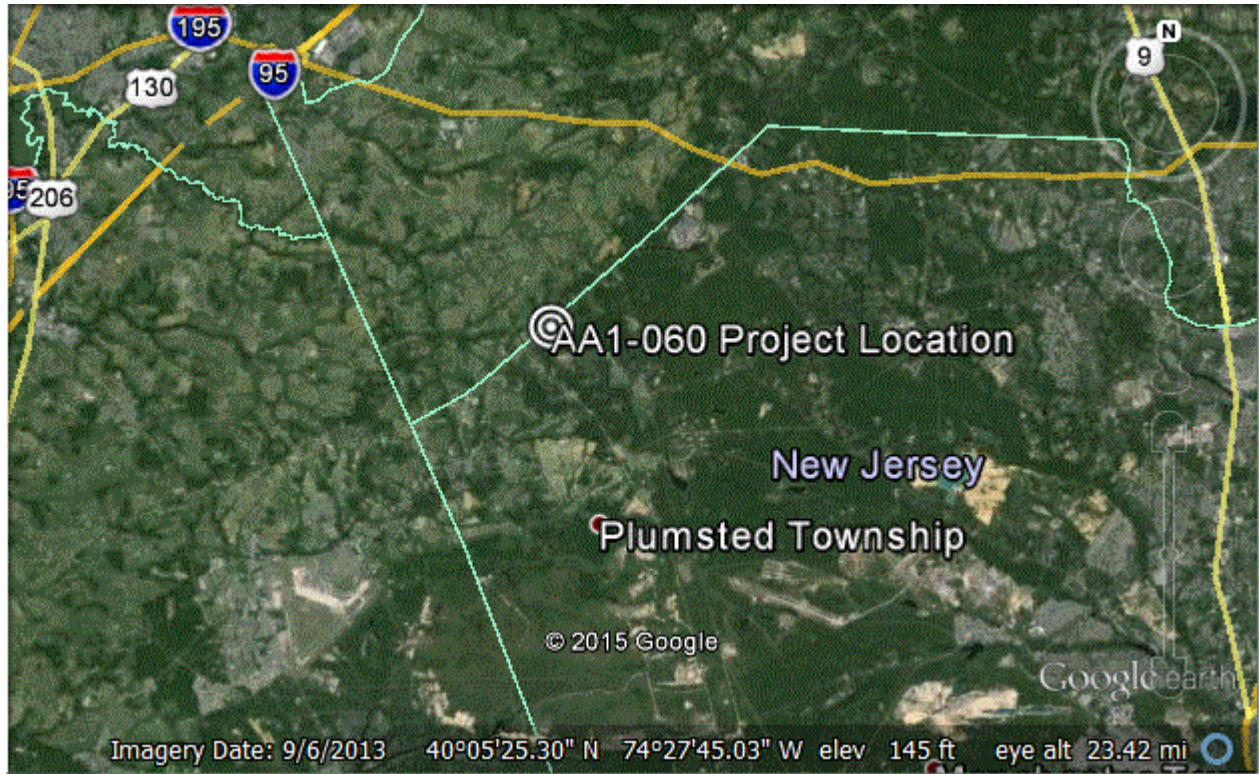 195
N
9
95
130
95
206
AA1-060 Project Location
New Jersey
Plumsted Township
© 2015 Google
Google earth
Imagery Date: 9/6/2013 40°05'25.30" N 74°27'45.03" W elev 145 ft eye alt 23.42 mi